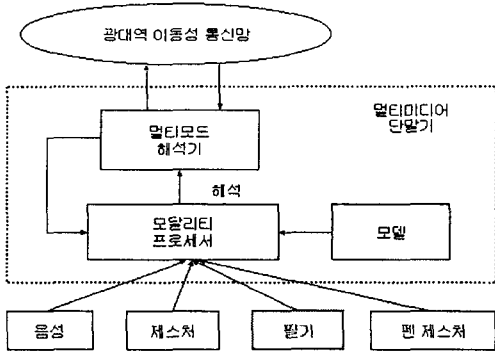 광대역 이동성 통신망
멀티미디어
단말기
멀티모드
해석기
해석
모달리티
프로세서
모델
음성
제스처
필기
펜 제스처